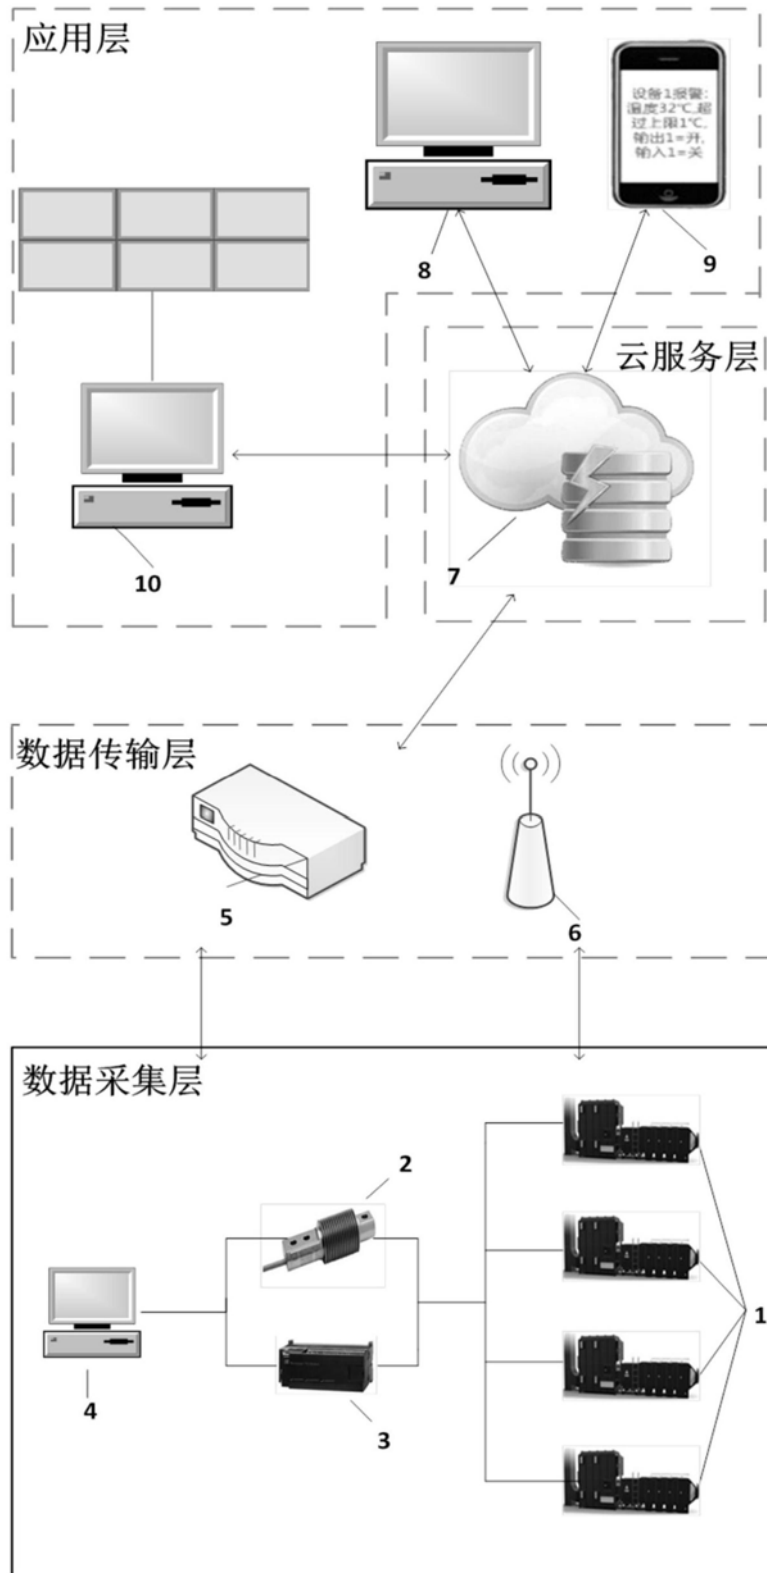 应用层
设备1报警:
温度32℃,超
过上限1℃,
输出1=开,
输入1=关
8
9
云服务层
10
7
数据传输层
5
6
数据采集层
2
1
4
3